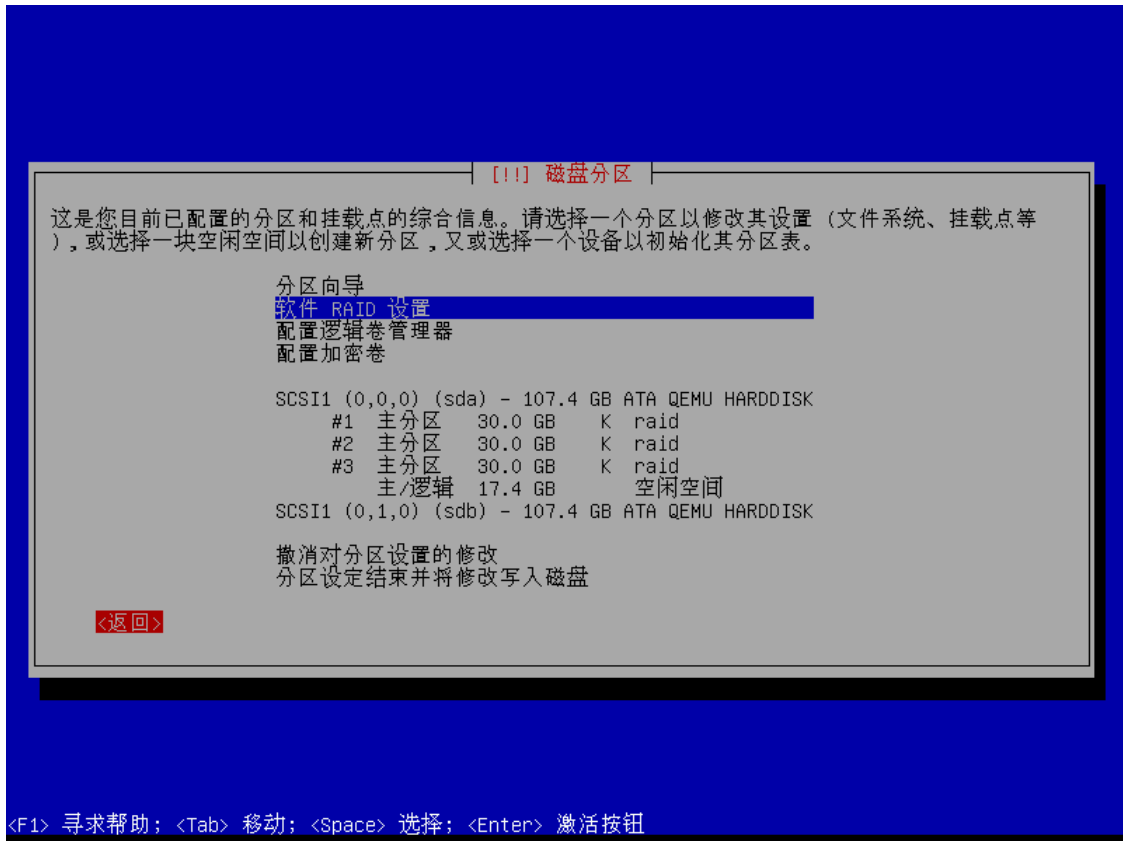 [!!] 磁盘分区
这是您目前已配置的分区和挂载点的综合信息。请选择一个分区以修改其设置 (文件系统、挂载点等
),或选择一块空闲空间以创建新分区,又或选择一个设备以初始化其分区表。
分区向导
软件 RAID 设置
配置逻辑卷管理器
配置加密卷
SCSI1 (0,0,0) (sda) - 107.4 GB ATA QEMU HARDDISK
#1 主分区 30.0 GB K raid
#2 主分区 30.0 GB K raid
#3 主分区 30.0 GB K raid
主/逻辑 17.4 GB 空闲空间
SCSI1 (0,1,0) (sdb) - 107.4 GB ATA QEMU HARDDISK
撤消对分区设置的修改
分区设定结束并将修改写入磁盘
<返回>
<F1> 寻求帮助; <Tab> 移动; <Space> 选择; <Enter> 激活按钮